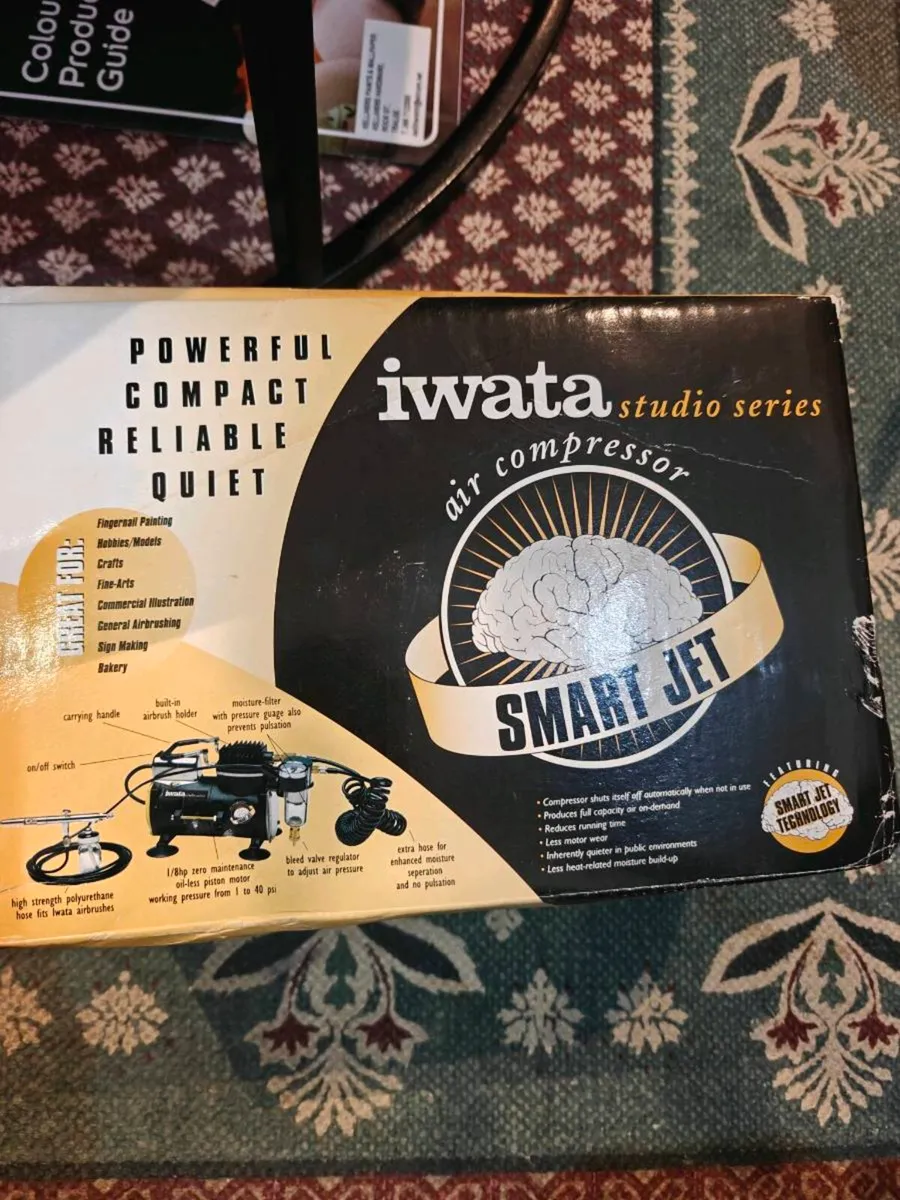 Colou
Produc
Guide
POWERFUL
COMPACT
RELIABLE
QUIET
iwata studio series
air compressor
SMART JET
GREAT FOR:
Fingernail Painting
Hobbies/Models
Crafts
Fine-Arts
Commercial Illustration
General Airbrushing
Sign Making
Bakery
carrying handle
built-in
airbrush holder
moisture-filter
with pressure guage also
prevents pulsation
on/off switch
iwata
high strength polyurethane
hose fits Iwata airbrushes
1/8hp zero maintenance
oil-less piston motor
working pressure from 1 to 40 psi
bleed valve regulator
to adjust air pressure
extra hose for
enhanced moisture
seperation
and no pulsation
• Compressor shuts itself off automatically when not in use
• Produces full capacity air on-demand
• Reduces running time
• Less motor wear
• Inherently quieter in public environments
• Less heat-related moisture build-up
FEATURING
SMART JET
TECHNOLOGY